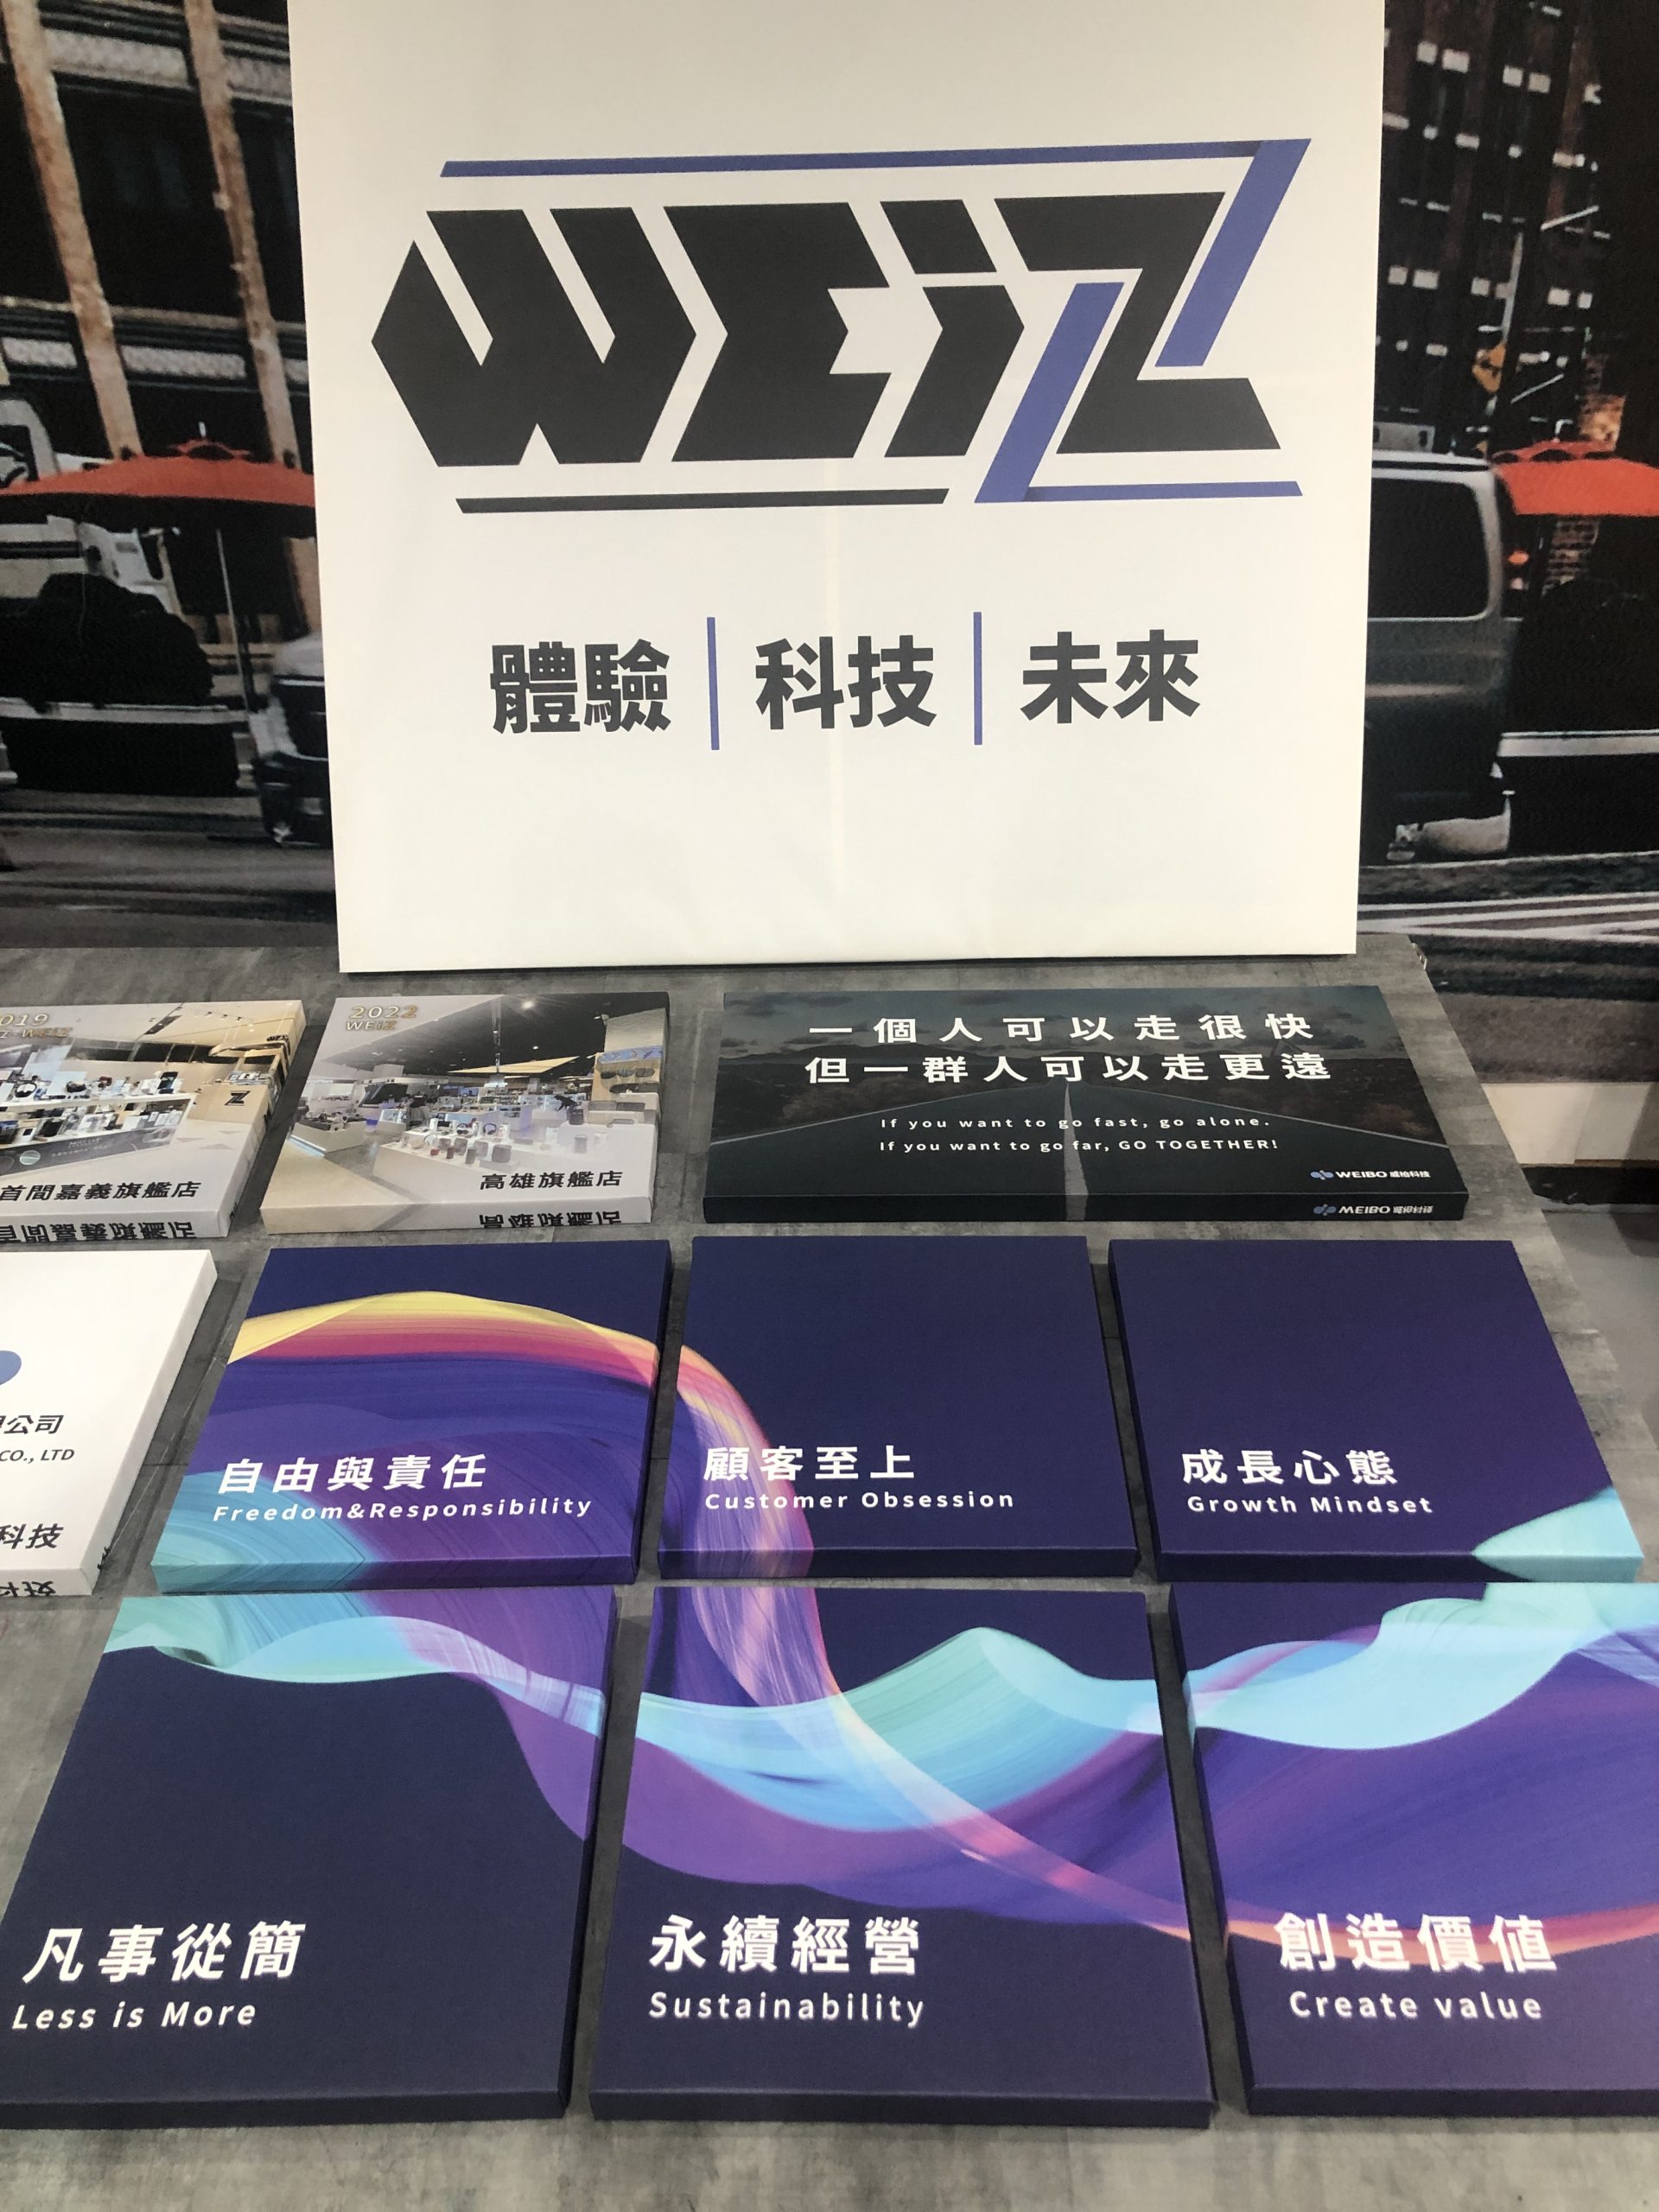 WEiZ
體驗｜科技｜未來
WEIZ
首間嘉義旗艦店
2022
WEIZ
高雄旗艦店
一個人可以走很快
但一群人可以走更遠
If you want to go fast, go alone.
If you want to go far, GO TOGETHER!
WEIBO 威柏科技
公司
CO., LTD
科技
自由與責任
Freedom&Responsibility
顧客至上
Customer Obsession
成長心態
Growth Mindset
凡事從簡
Less is More
永續經營
Sustainability
創造價值
Create value